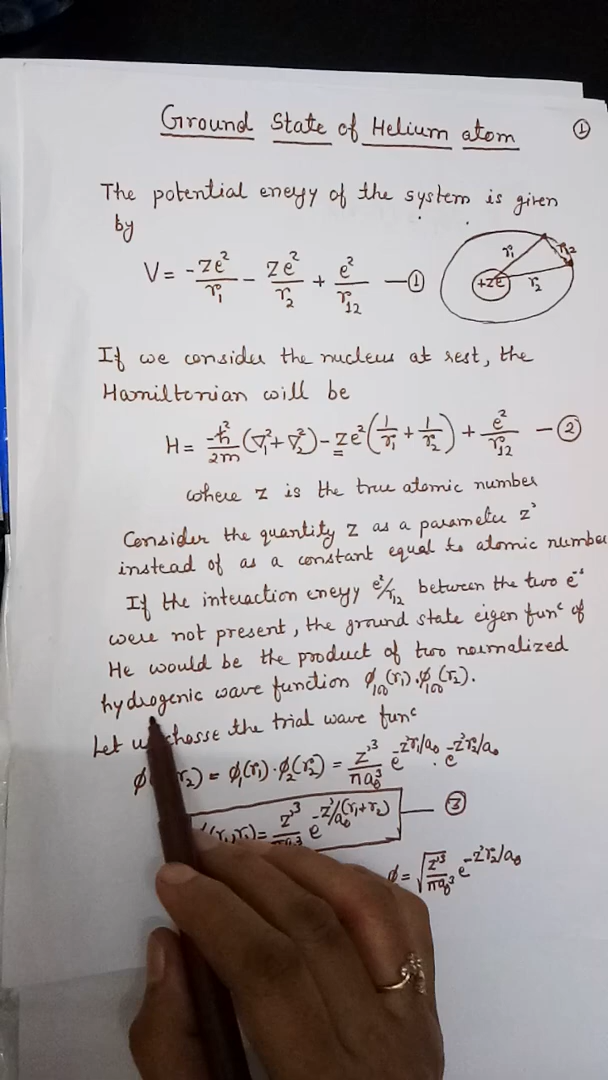 Ground State of Helium atom ①
The potential energy of the system is given
by
V = -Ze²/r₁ - Ze²/r₂ + e²/r₁₂ —①
r₁ r₁₂ +Ze r₂
If we consider the nucleus at rest, the
Hamiltonian will be
H = -ħ²/2m (∇₁² + ∇₂²) - Ze² (1/r₁ + 1/r₂) + e²/r₁₂ —②
where Z is the true atomic number
Consider the quantity Z as a parameter Z'
instead of as a constant equal to atomic number
If the interaction energy e²/r₁₂ between the two e⁻ˢ
were not present, the ground state eigen funᶜ of
He would be the product of two normalized
hydrogenic wave function ϕ₁₀₀(r₁).ϕ₁₀₀(r₂).
Let chosse the trial wave funᶜ
ϕ( r₂) = ϕ₁(r₁).ϕ₂(r₂) = Z'³/πa₀³ e^-Z'r₁/a₀ . e^-Z'r₂/a₀
(r₁,r₂) = Z'³/πa₀³ e^-Z'/a₀(r₁+r₂) —③
ϕ = √Z'³/πa₀³ e^-Z'r₂/a₀